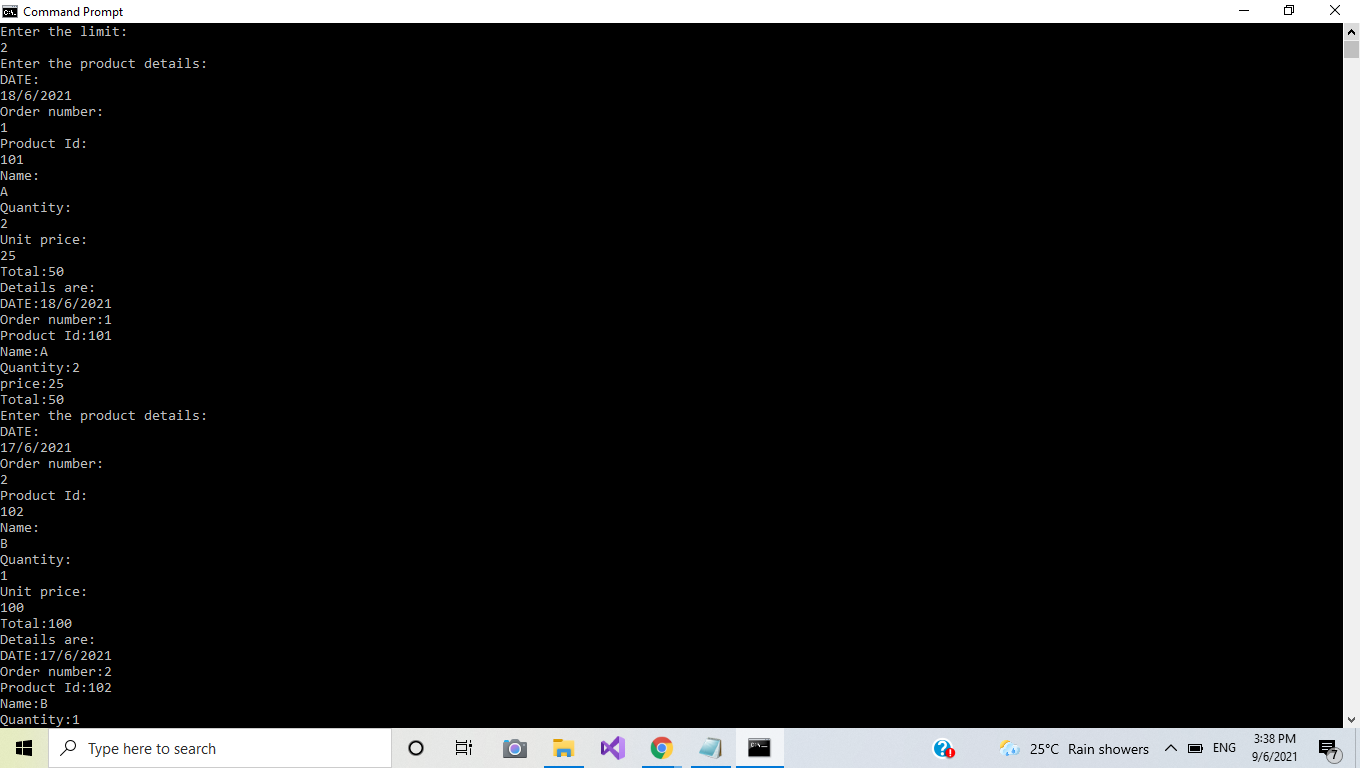 Command Prompt
Enter the limit:
2
Enter the product details:
DATE:
18/6/2021
Order number:
1
Product Id:
101
Name:
A
Quantity:
2
Unit price:
25
Total:50
Details are:
DATE:18/6/2021
Order number:1
Product Id:101
Name:A
Quantity:2
price:25
Total:50
Enter the product details:
DATE:
17/6/2021
Order number:
2
Product Id:
102
Name:
B
Quantity:
1
Unit price:
100
Total:100
Details are:
DATE:17/6/2021
Order number:2
Product Id:102
Name:B
Quantity:1
Type here to search
25°C Rain showers
ENG
3:38 PM
9/6/2021
7